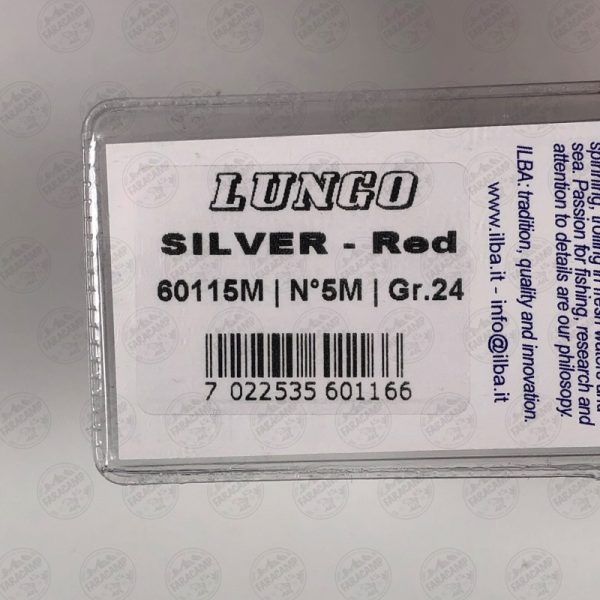 LUNGO
SILVER - Red
60115M | N°5M | Gr.24
7 022535 601166
spinning, trolling in fresh waters and
sea. Passion for fishing, research and
attention to details are our philosopy.
ILBA: tradition, quality and innovation.
www.ilba.it - info@ilba.it
FARACAMP